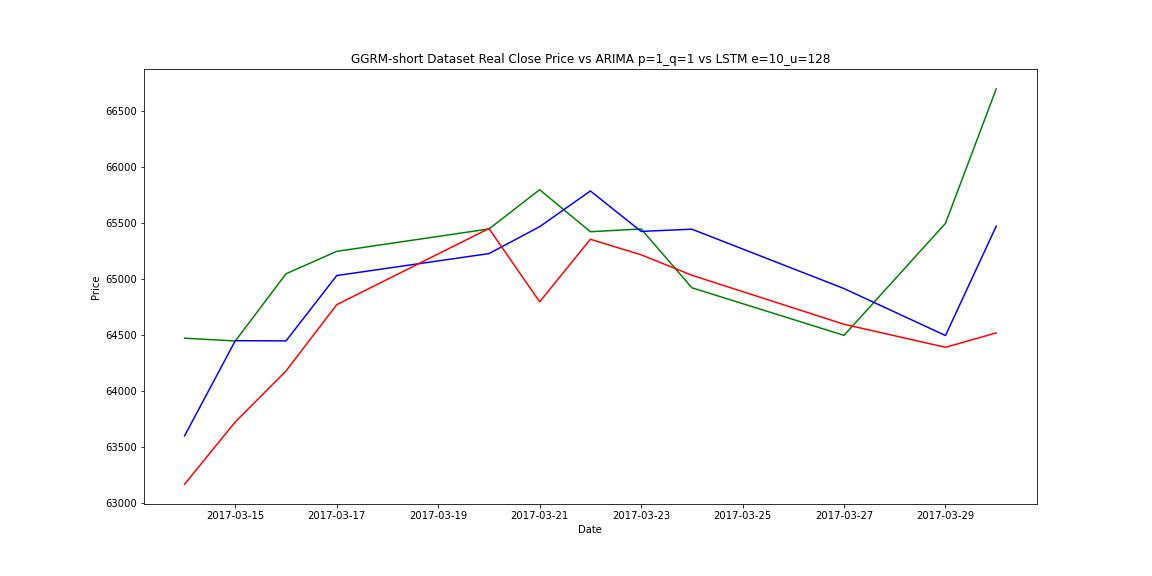 GGRM-short Dataset Real Close Price vs ARIMA p=1_q=1 vs LSTM e=10_u=128
66500
66000
65500
65000
64500
64000
63500
63000
Price
2017-03-15 2017-03-17 2017-03-19 2017-03-21 2017-03-23 2017-03-25 2017-03-27 2017-03-29
Date